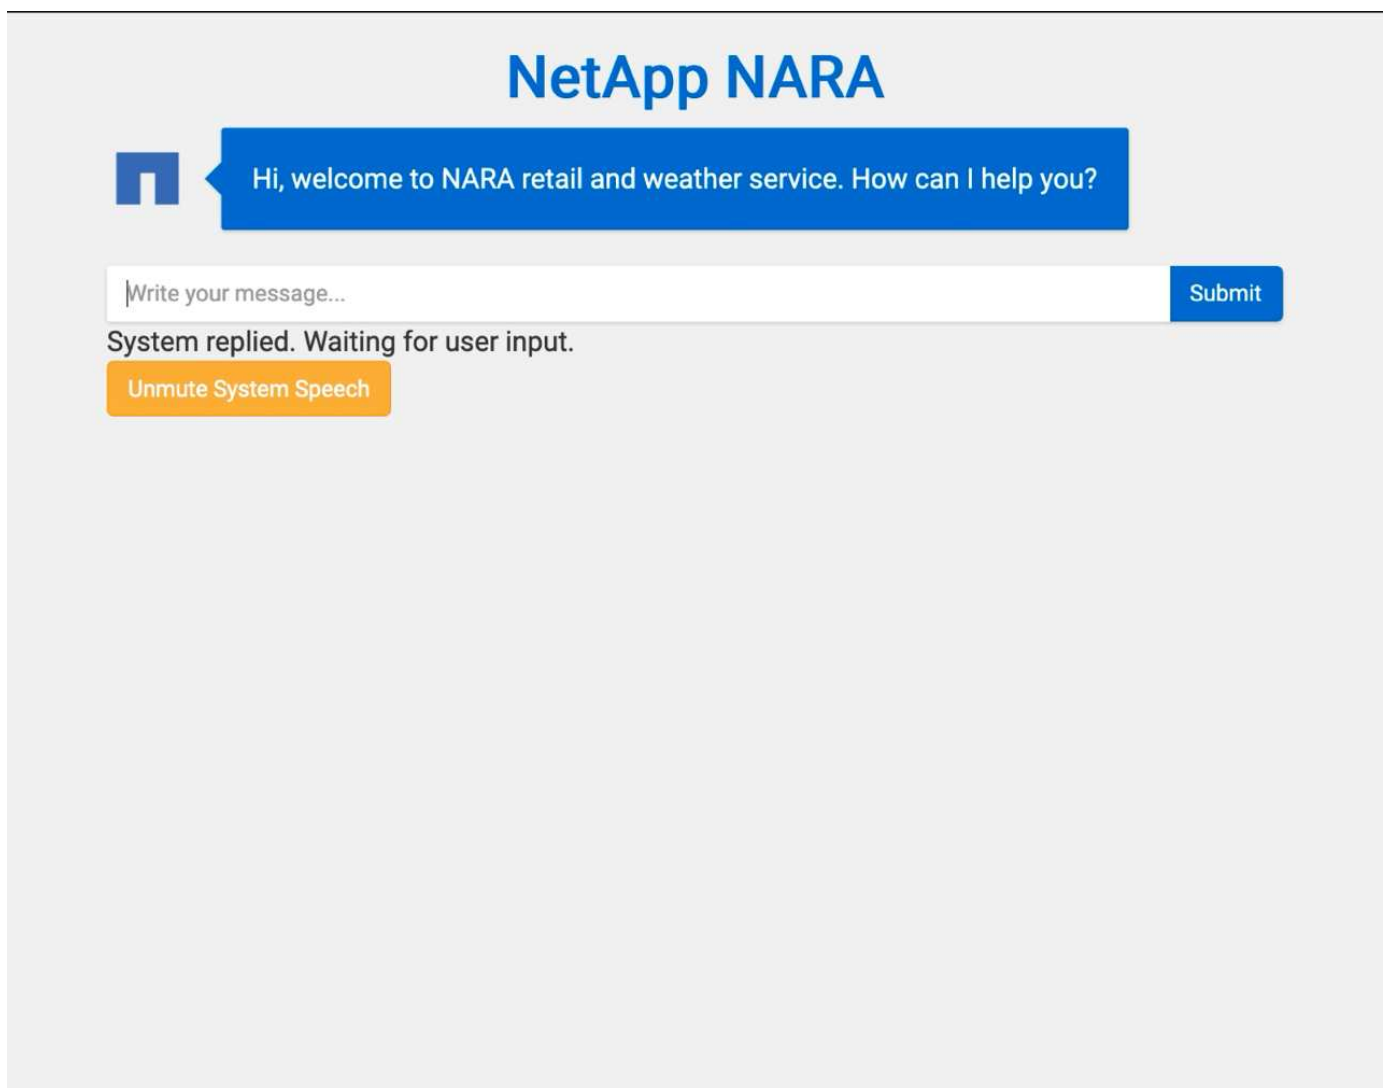 NetApp NARA
Hi, welcome to NARA retail and weather service. How can I help you?
Write your message...
Submit
System replied. Waiting for user input.
Unmute System Speech